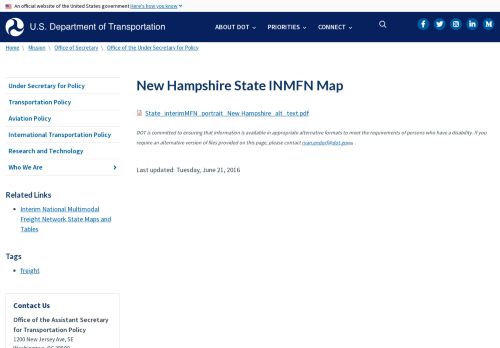 An official website of the United States government Here's how you know
U.S. Department of Transportation
ABOUT DOT
PRIORITIES
CONNECT
Home \ Mission \ Office of Secretary \ Office of the Under Secretary for Policy
Under Secretary for Policy
Transportation Policy
Aviation Policy
International Transportation Policy
Research and Technology
Who We Are
Related Links
Interim National Multimodal
Freight Network State Maps and
Tables
Tags
freight
Contact Us
Office of the Assistant Secretary
for Transportation Policy
1200 New Jersey Ave, SE
New Hampshire State INMFN Map
State_interimMFN_portrait_New Hampshire_alt_text.pdf
DOT is committed to ensuring that information is available in appropriate alternative formats to meet the requirements of persons who have a disability. If you
require an alternative version of files provided on this page, please contact
Last updated: Tuesday, June 21, 2016